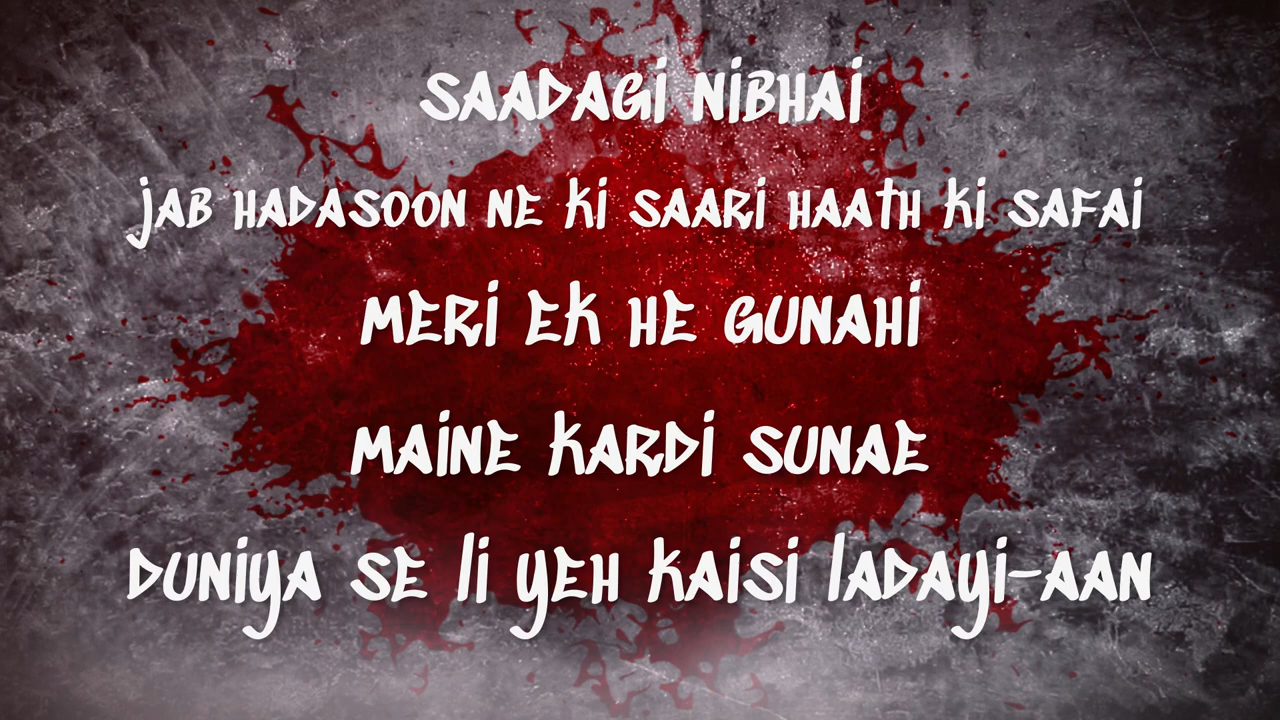 SAADAGI NIBHAI
JAB HADASOON NE KI SAARI HAATH KI SAFAI
MERI EK HE GUNAHI
MAINE KARDI SUNAE
DUNIYA SE LI YEH KAISI LADAYI-AAN